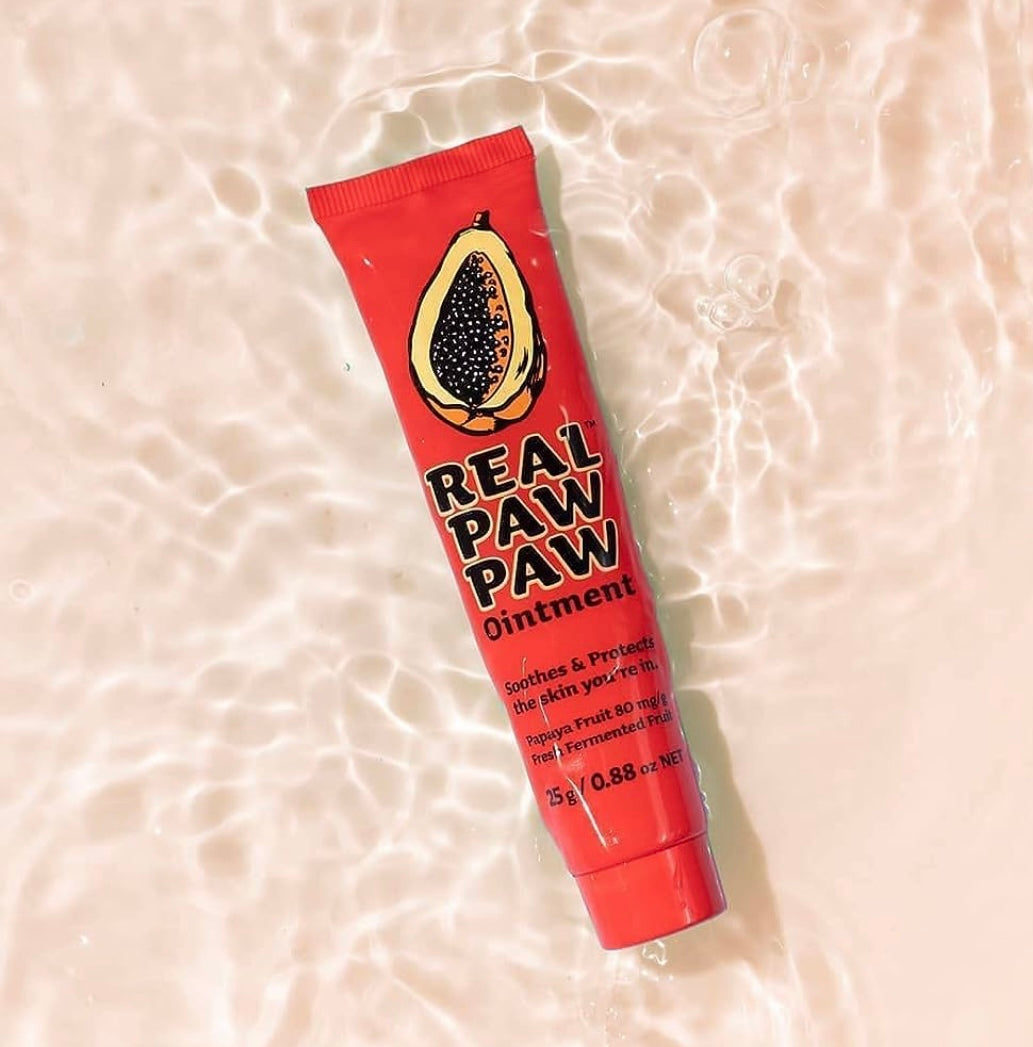 REAL™
PAW
PAW
Ointment
Soothes & Protects
the skin you're in.
Papaya Fruit 80 mg/g
Fresh Fermented Fruit
25 g / 0.88 oz NET